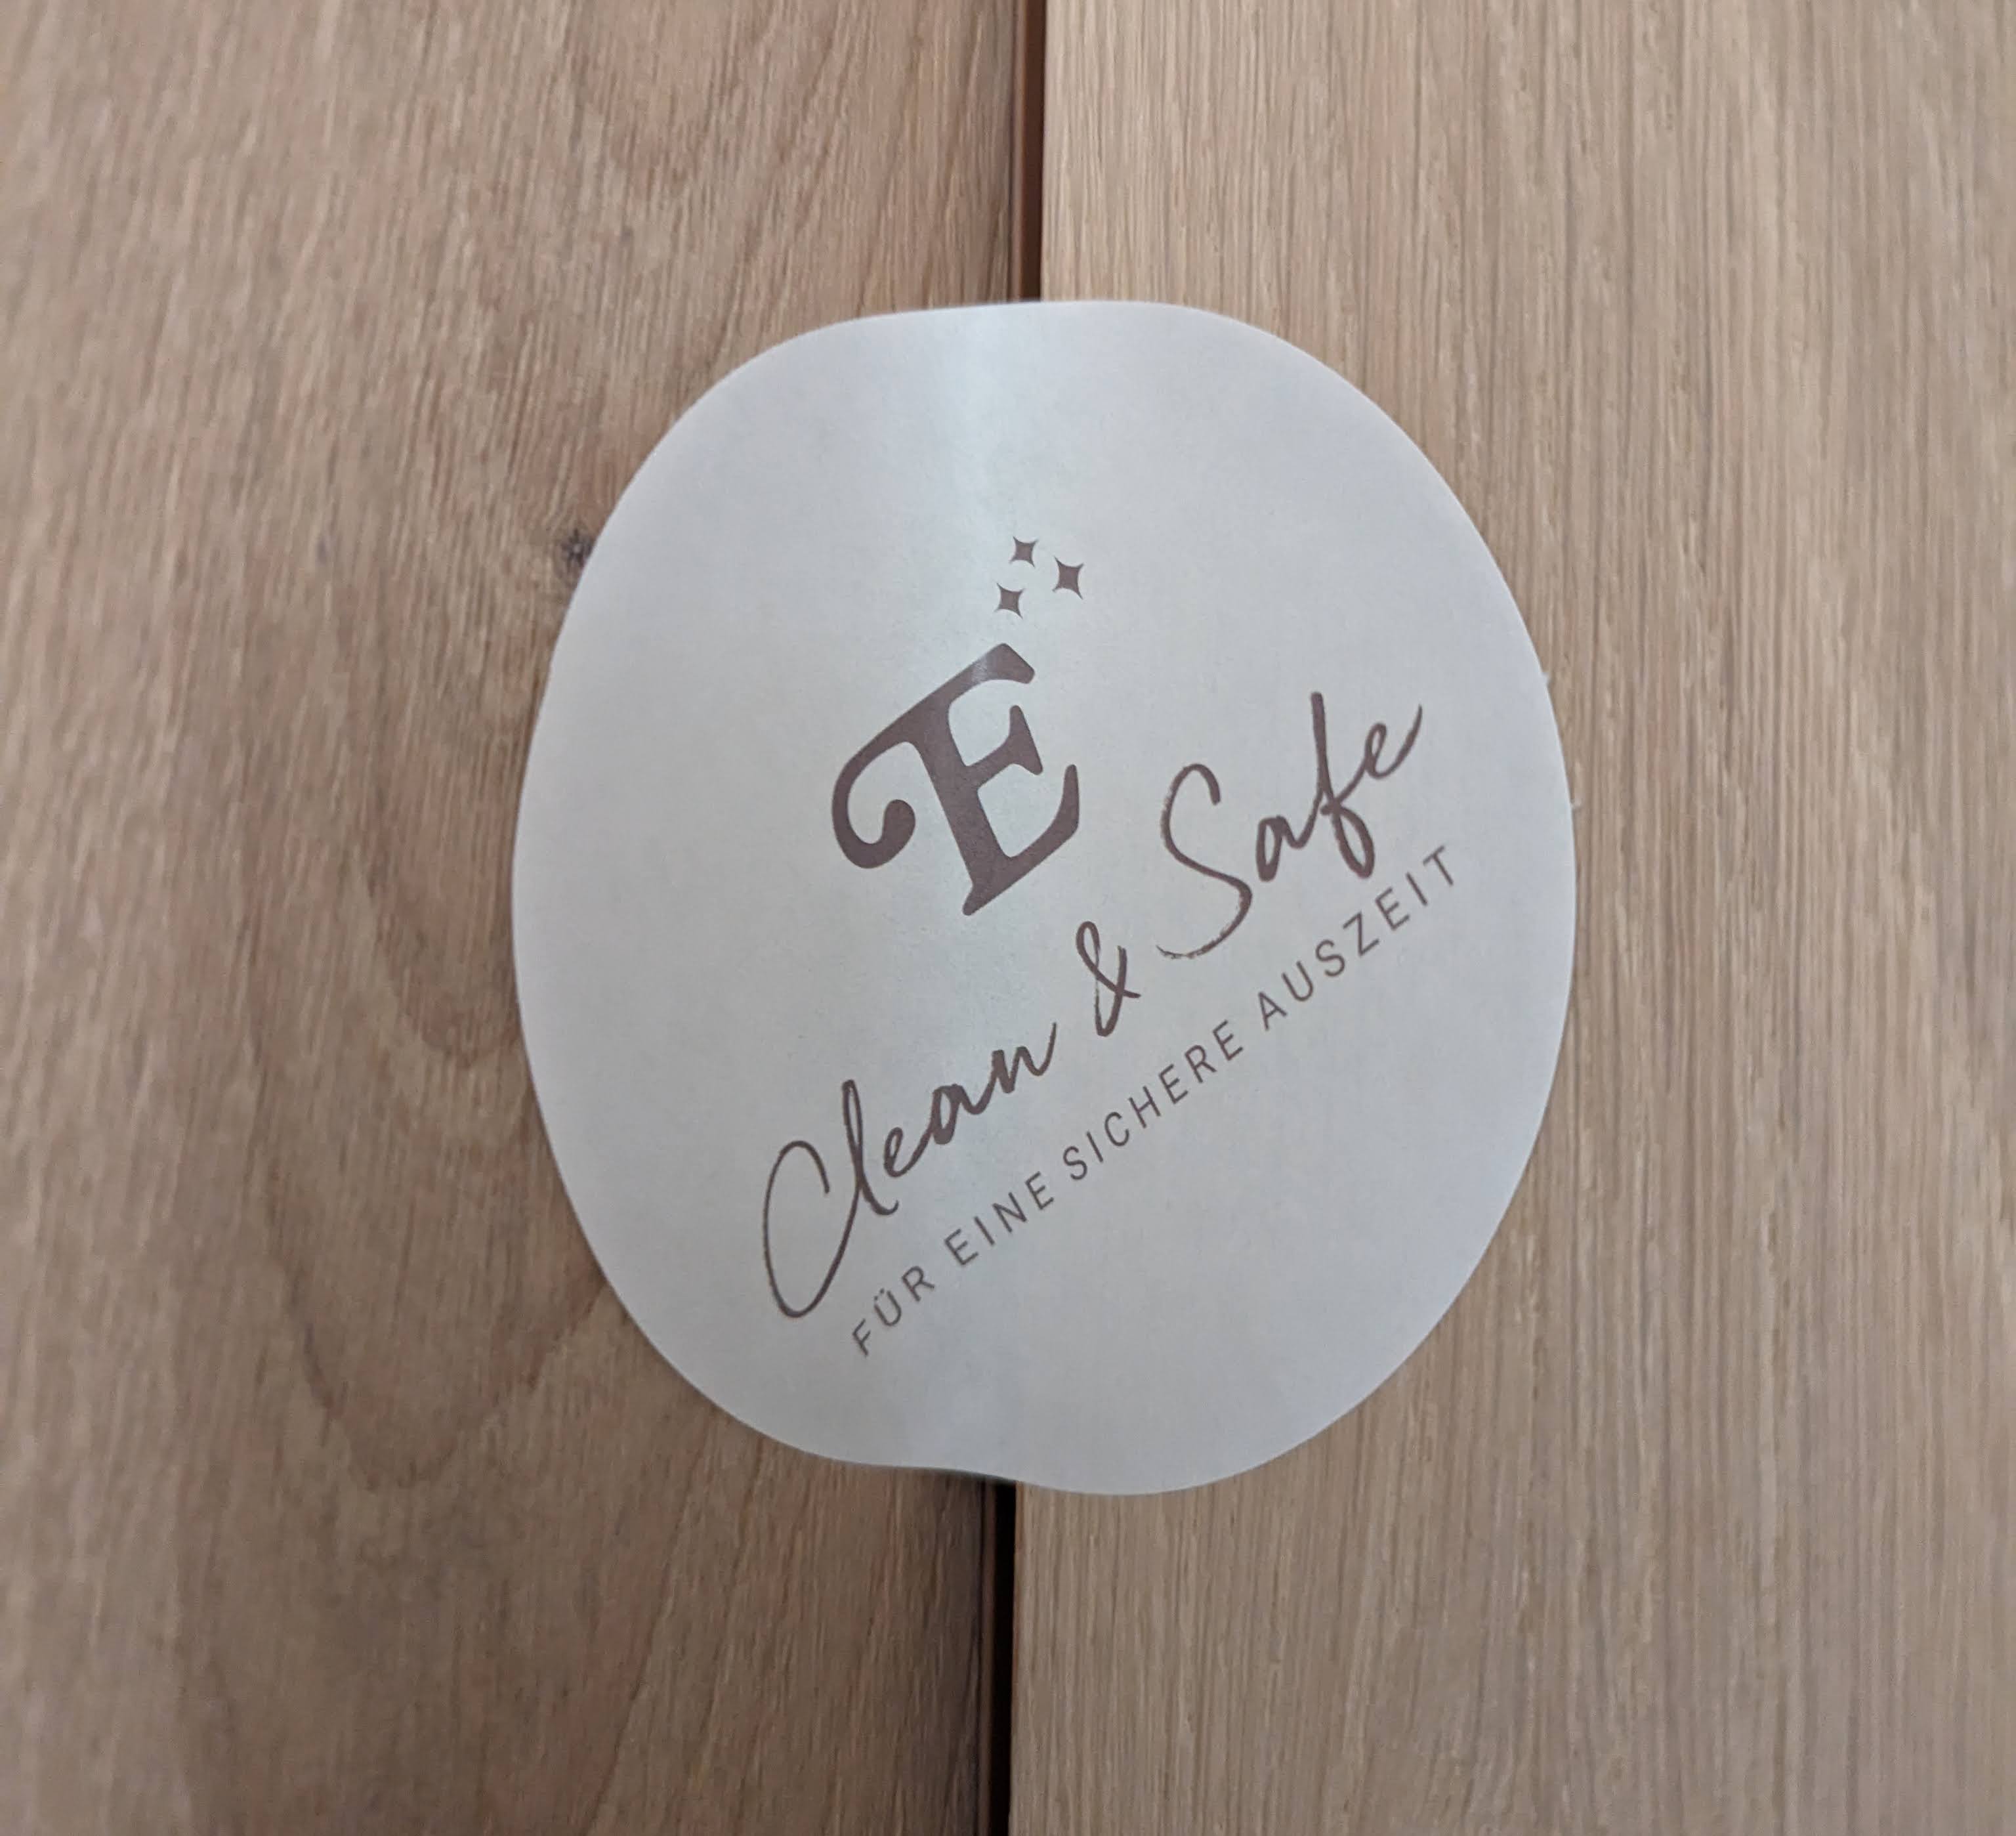 E
Clean & Safe
FÜR EINE SICHERE AUSZEIT